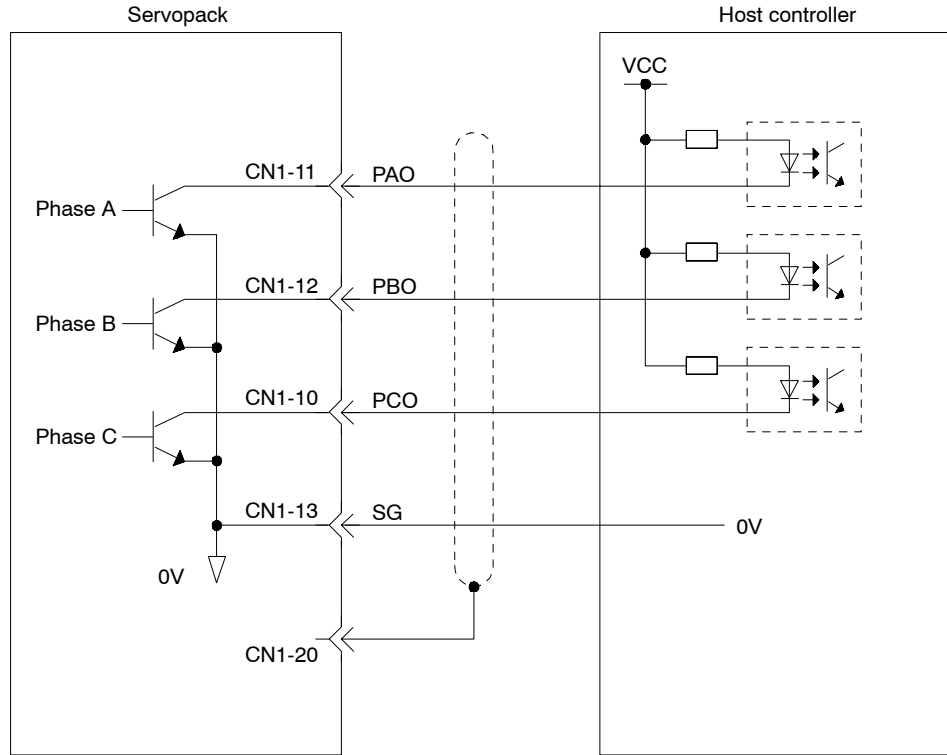 Servopack
Host controller
VCC
CN1-11 PAO
Phase A
CN1-12 PBO
Phase B
CN1-10 PCO
Phase C
CN1-13 SG
0V
0V
CN1-20